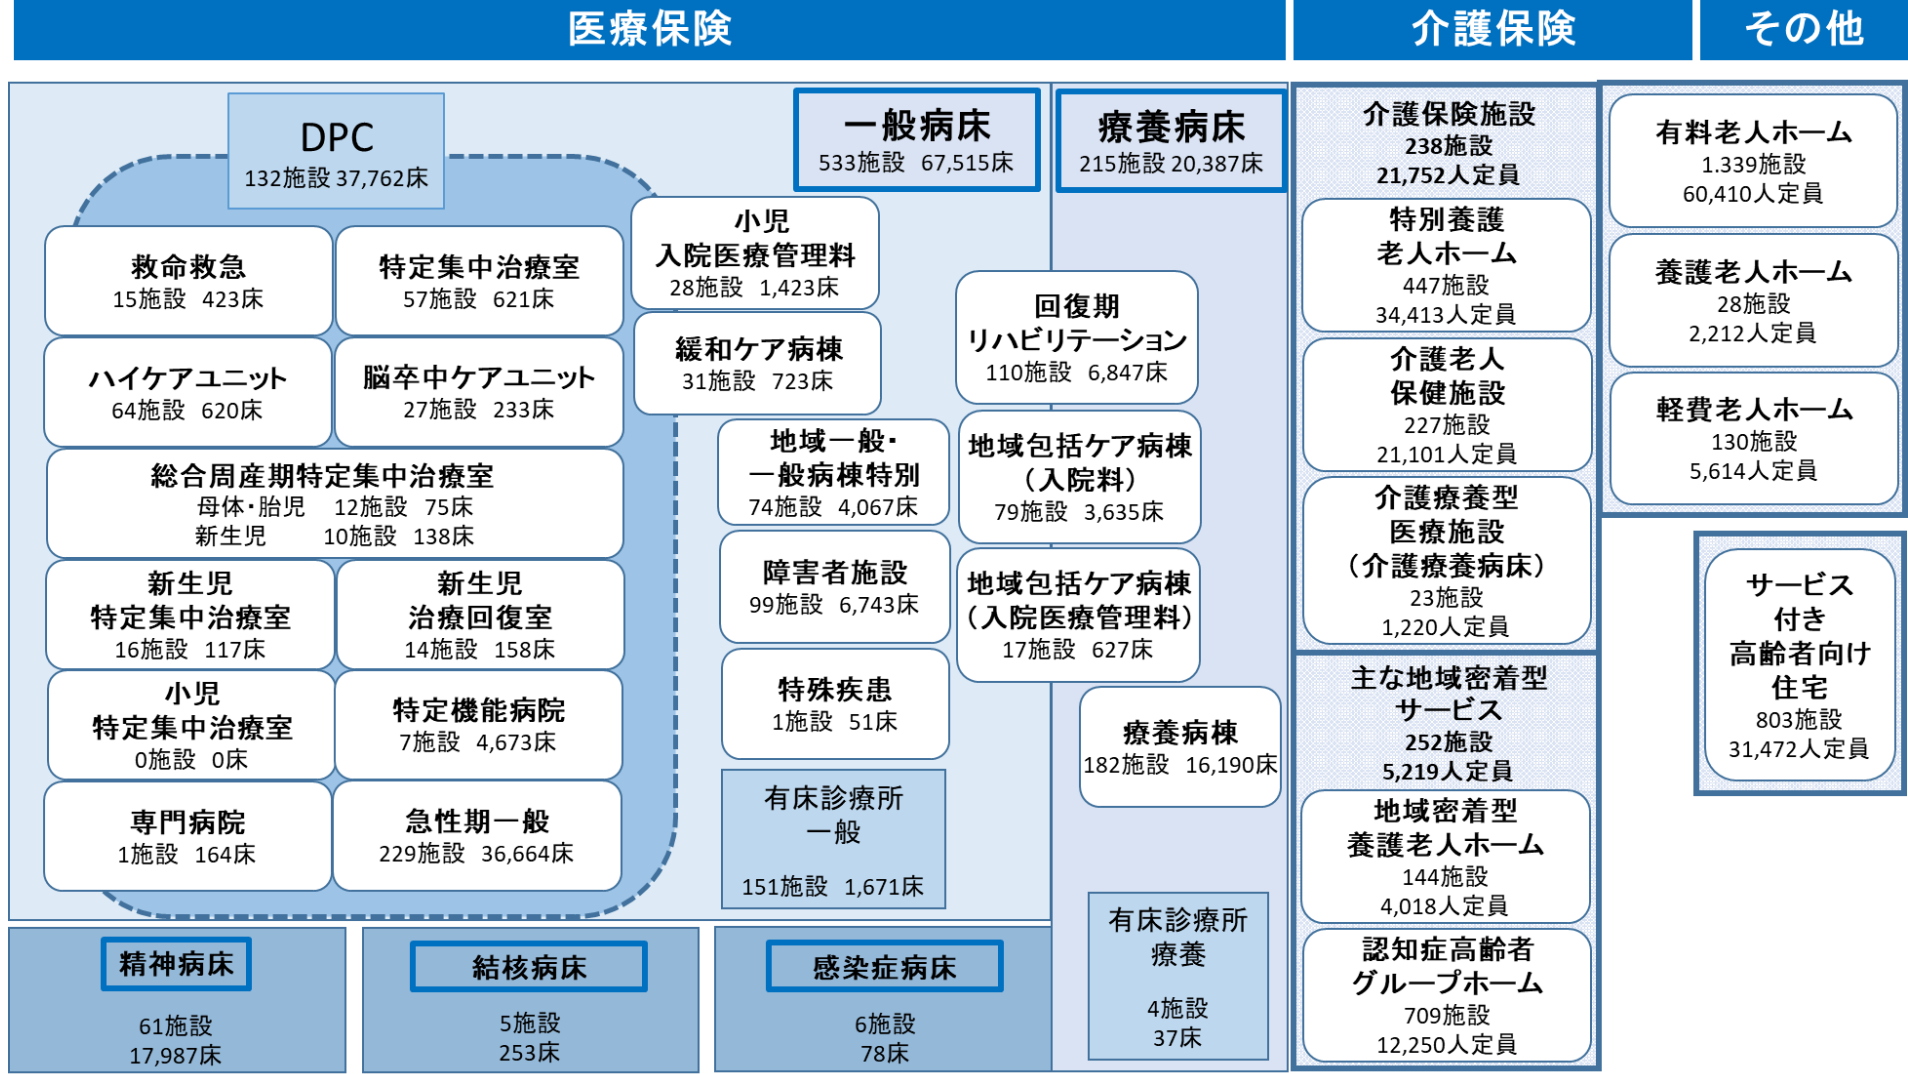 医療保険
介護保険
その他
DPC
132施設 37,762床
一般病床
533施設 67,515床
療養病床
215施設 20,387床
救命救急
15施設 423床
特定集中治療室
57施設 621床
ハイケアユニット
64施設 620床
脳卒中ケアユニット
27施設 233床
総合周産期特定集中治療室
母体・胎児 12施設 75床
新生児 10施設 138床
新生児
特定集中治療室
16施設 117床
新生児
治療回復室
14施設 158床
小児
特定集中治療室
0施設 0床
特定機能病院
7施設 4,673床
専門病院
1施設 164床
急性期一般
229施設 36,664床
小児
入院医療管理料
28施設 1,423床
緩和ケア病棟
31施設 723床
地域一般・
一般病棟特別
74施設 4,067床
障害者施設
99施設 6,743床
特殊疾患
1施設 51床
有床診療所
一般
151施設 1,671床
回復期
リハビリテーション
110施設 6,847床
地域包括ケア病棟
（入院料）
79施設 3,635床
地域包括ケア病棟
（入院医療管理料）
17施設 627床
療養病棟
182施設 16,190床
有床診療所
療養
4施設
37床
精神病床
61施設
17,987床
結核病床
5施設
253床
感染症病床
6施設
78床
介護保険施設
238施設
21,752人定員
特別養護
老人ホーム
447施設
34,413人定員
介護老人
保健施設
227施設
21,101人定員
介護療養型
医療施設
（介護療養病床）
23施設
1,220人定員
主な地域密着型
サービス
252施設
5,219人定員
地域密着型
養護老人ホーム
144施設
4,018人定員
認知症高齢者
グループホーム
709施設
12,250人定員
有料老人ホーム
1.339施設
60,410人定員
養護老人ホーム
28施設
2,212人定員
軽費老人ホーム
130施設
5,614人定員
サービス
付き
高齢者向け
住宅
803施設
31,472人定員